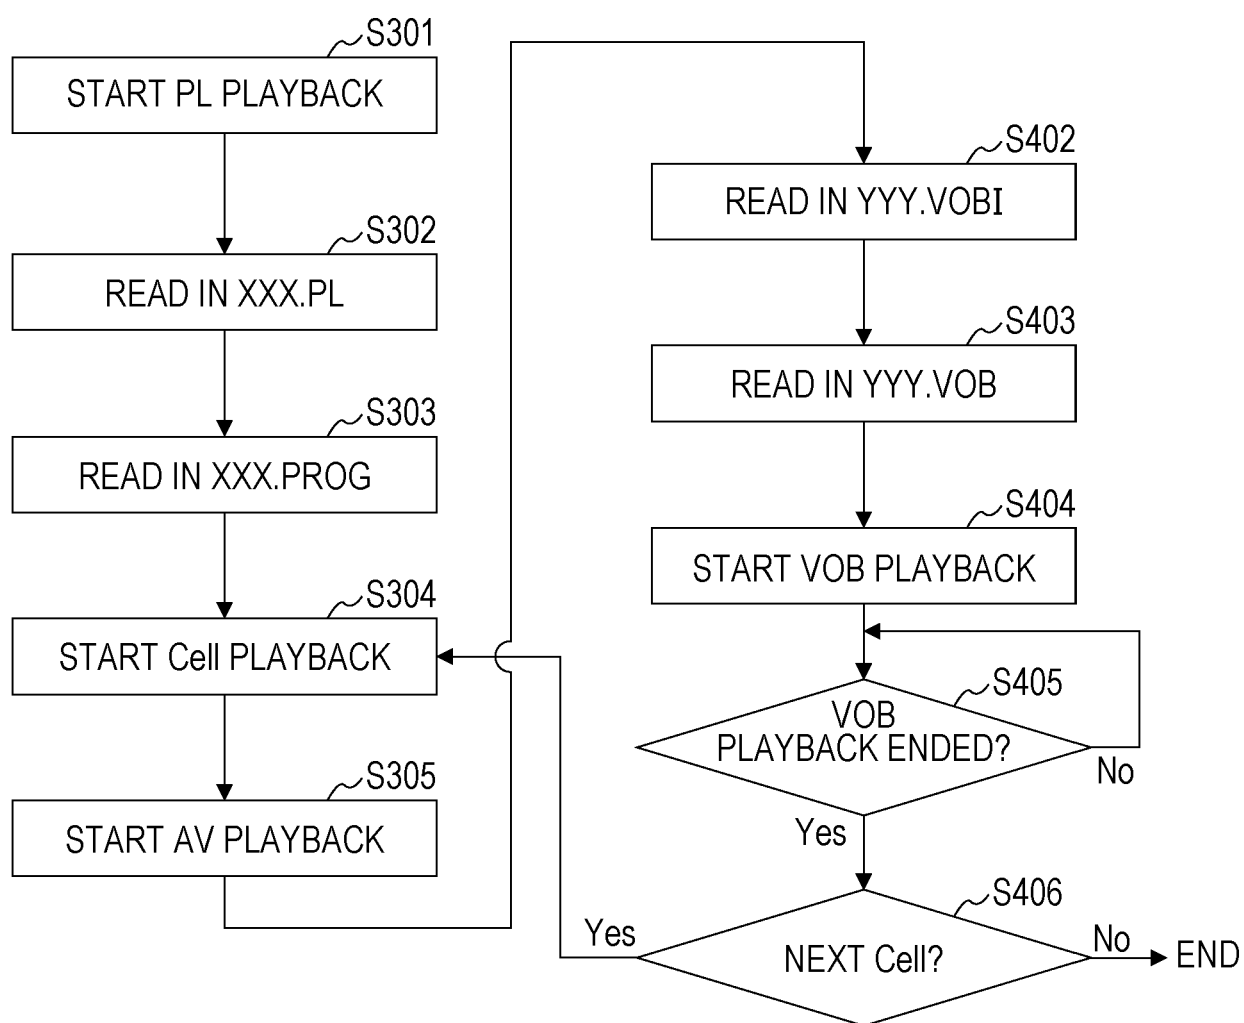 S301
START PL PLAYBACK
S302
READ IN XXX.PL
S303
READ IN XXX.PROG
S304
START Cell PLAYBACK
S305
START AV PLAYBACK
S402
READ IN YYY.VOBI
S403
READ IN YYY.VOB
S404
START VOB PLAYBACK
S405
VOB
PLAYBACK ENDED?
No
Yes
S406
NEXT Cell?
Yes
No
END